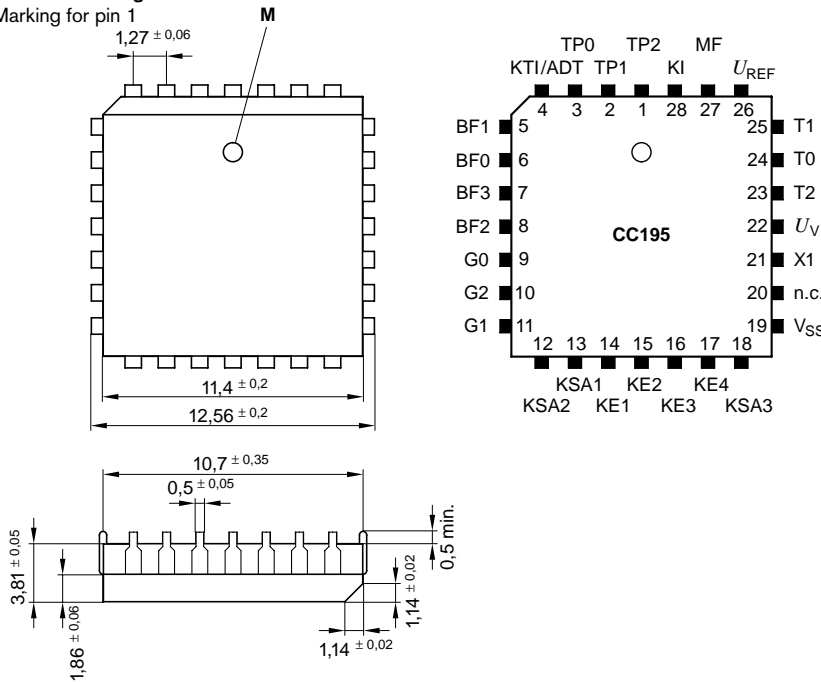 Marking for pin 1
M
1,27 ± 0,06
11,4 ± 0,2
12,56 ± 0,2
TP0 TP2 MF
KTI/ADT TP1 KI U_REF
4 3 2 1 28 27 26
BF1 5 25 T1
BF0 6 24 T0
BF3 7 23 T2
BF2 8 22 U_V
CC195
G0 9 21 X1
G2 10 20 n.c.
G1 11 19 V_SS
12 13 14 15 16 17 18
KSA1 KE2 KE4
KSA2 KE1 KE3 KSA3
10,7 ± 0,35
0,5 ± 0,05
0,5 min.
3,81 ± 0,05
1,86 ± 0,06
1,14 ± 0,02
1,14 ± 0,02